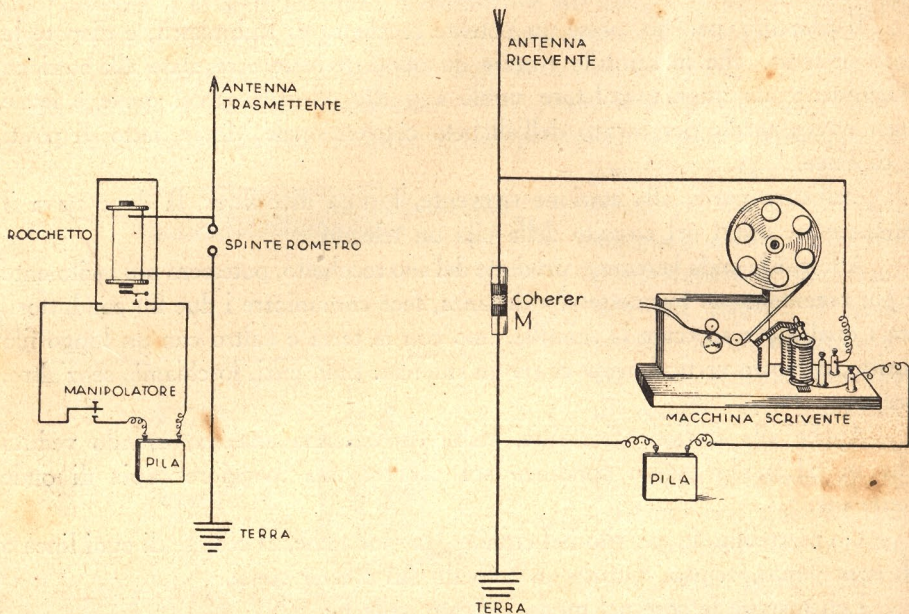 ANTENNA
TRASMETTENTE
ROCCHETTO
SPINTEROMETRO
MANIPOLATORE
PILA
TERRA
ANTENNA
RICEVENTE
coherer
M
MACCHINA SCRIVENTE
PILA
TERRA